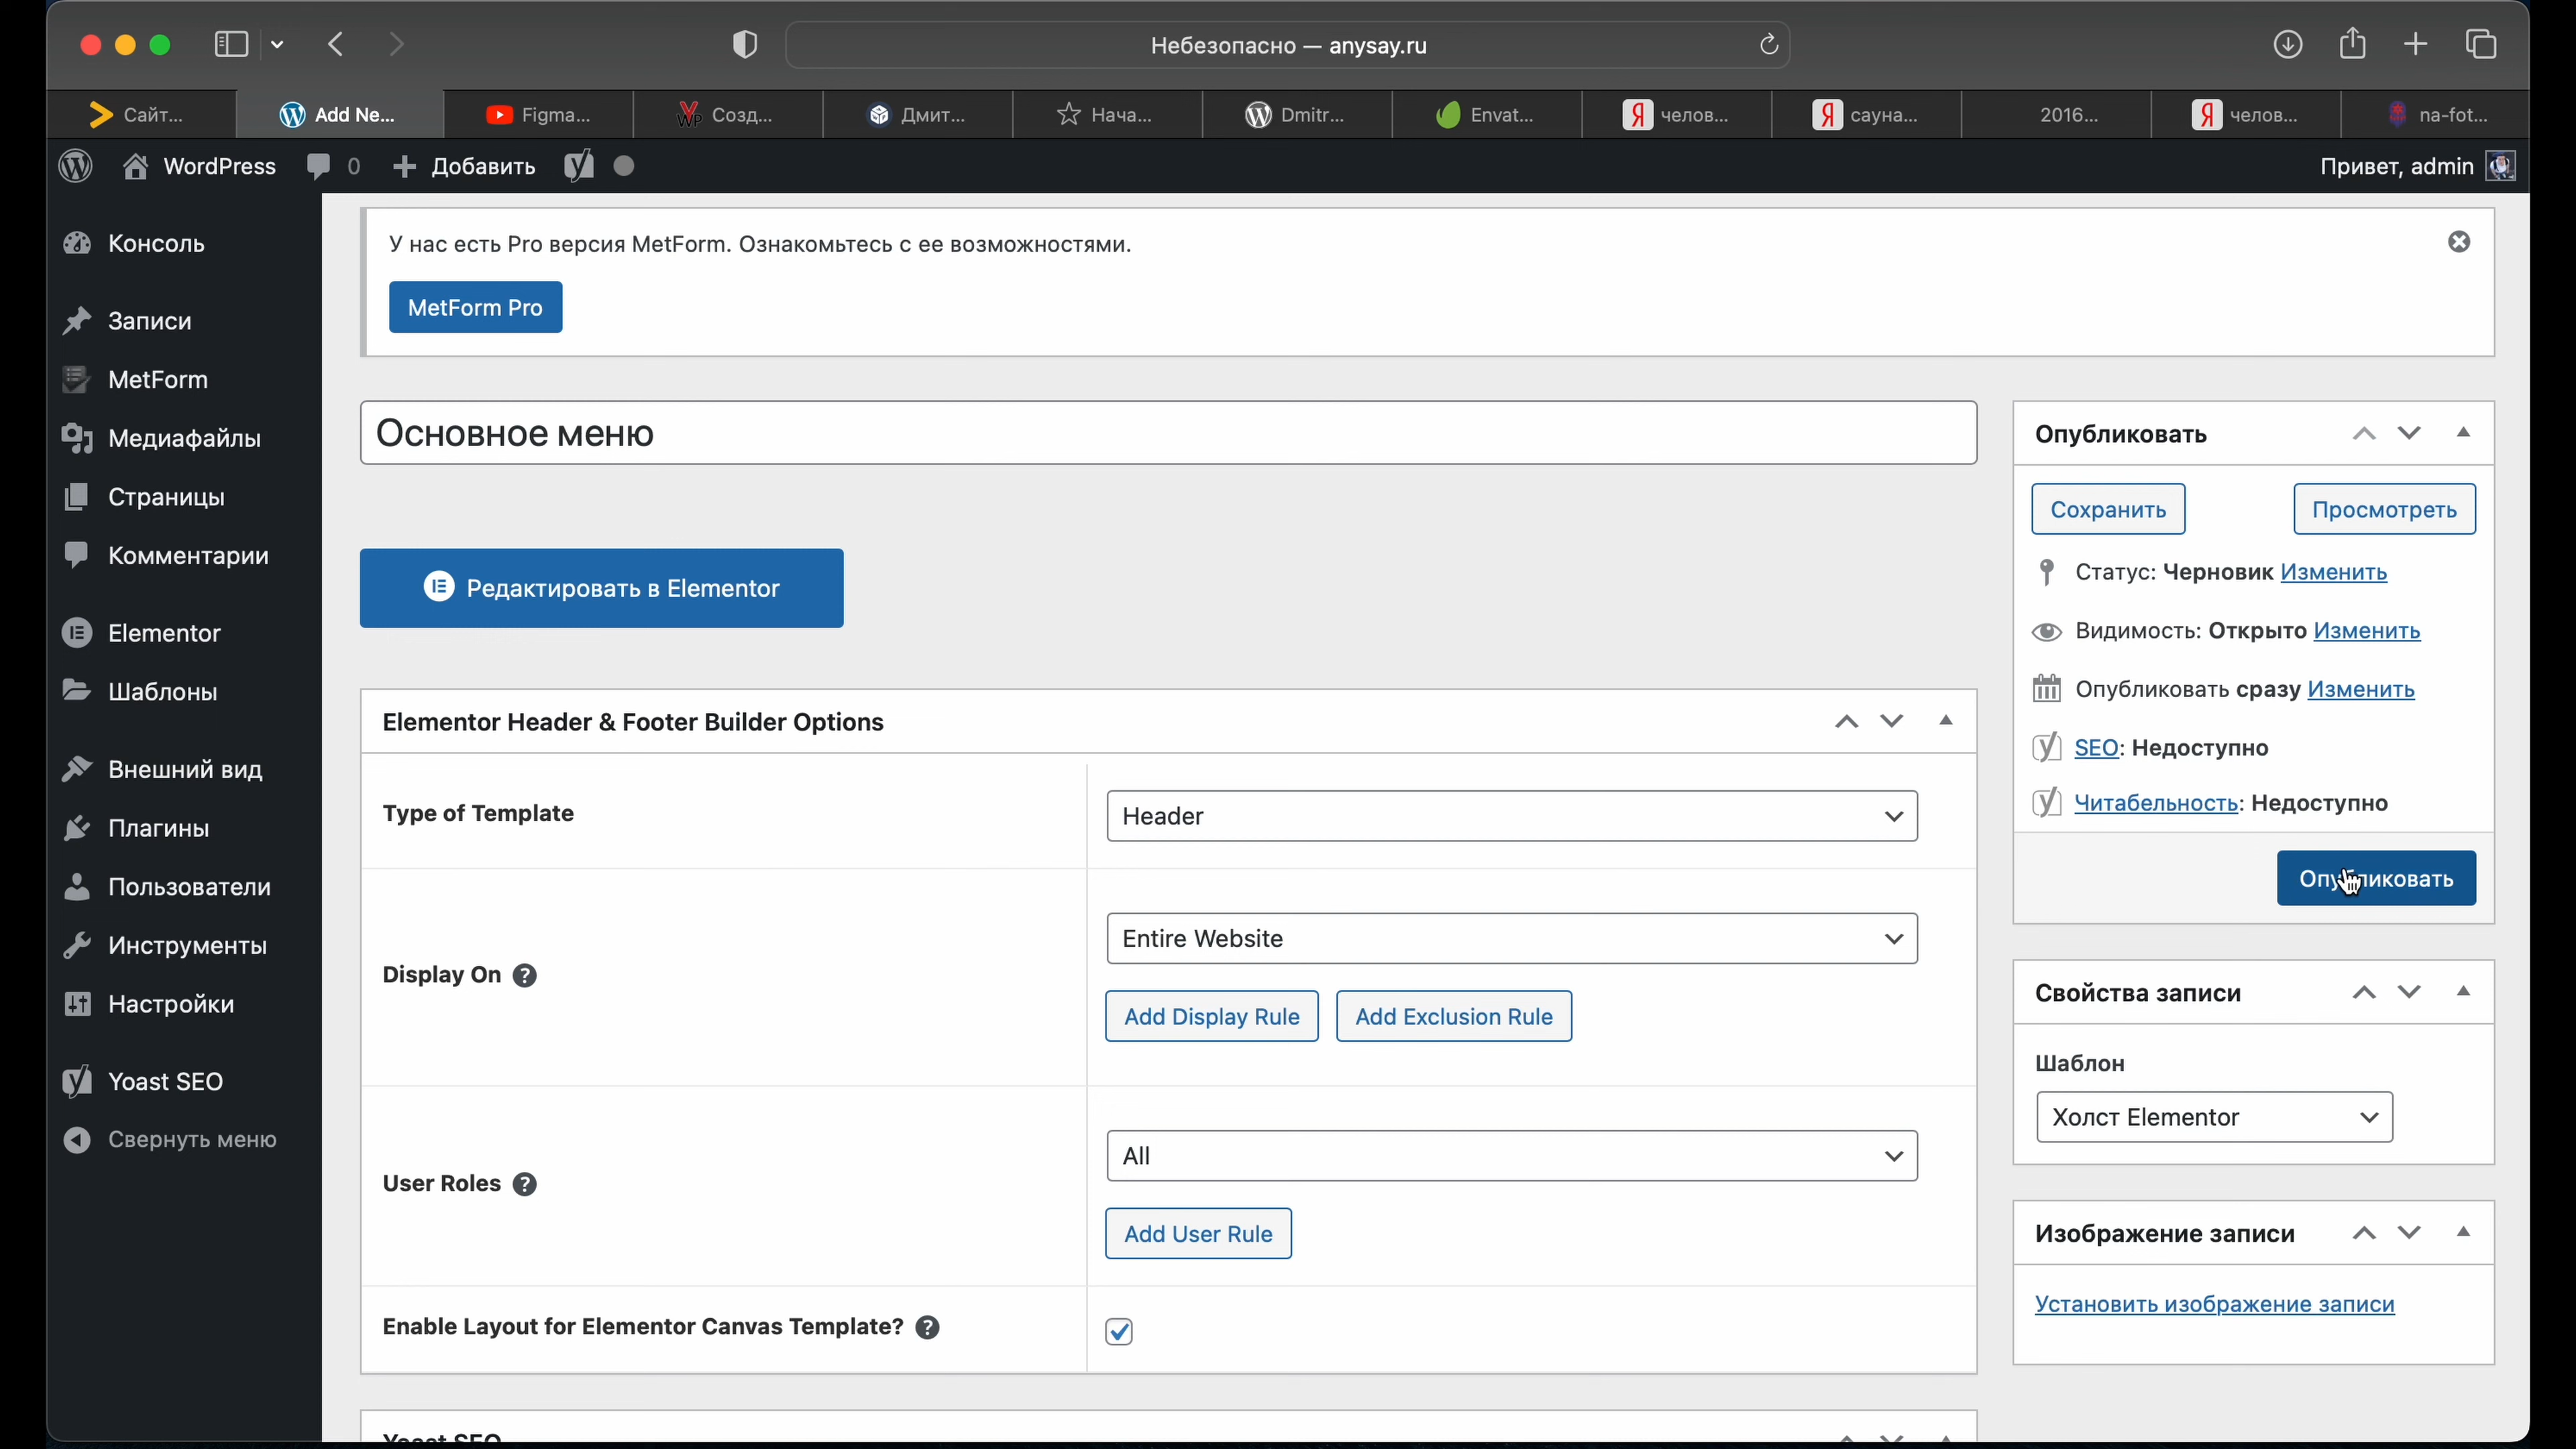 Небезопасно — anysay.ru
Сайт...
Add Ne...
Figma...
Созд...
Дмит...
Нача...
Dmitr...
Envat...
челов...
сауна...
2016...
челов...
na-fot...
WordPress
0
Добавить
Привет, admin
Консоль
Записи
MetForm
Медиафайлы
Страницы
Комментарии
Elementor
Шаблоны
Внешний вид
Плагины
Пользователи
Инструменты
Настройки
Yoast SEO
Свернуть меню
У нас есть Pro версия MetForm. Ознакомьтесь с ее возможностями.
MetForm Pro
Основное меню
Редактировать в Elementor
Elementor Header & Footer Builder Options
Type of Template
Header
Display On
Entire Website
Add Display Rule
Add Exclusion Rule
User Roles
All
Add User Rule
Enable Layout for Elementor Canvas Template?
Yoast SEO
Опубликовать
Сохранить
Просмотреть
Статус: Черновик Изменить
Видимость: Открыто Изменить
Опубликовать сразу Изменить
SEO: Недоступно
Читабельность: Недоступно
Опубликовать
Свойства записи
Шаблон
Холст Elementor
Изображение записи
Установить изображение записи